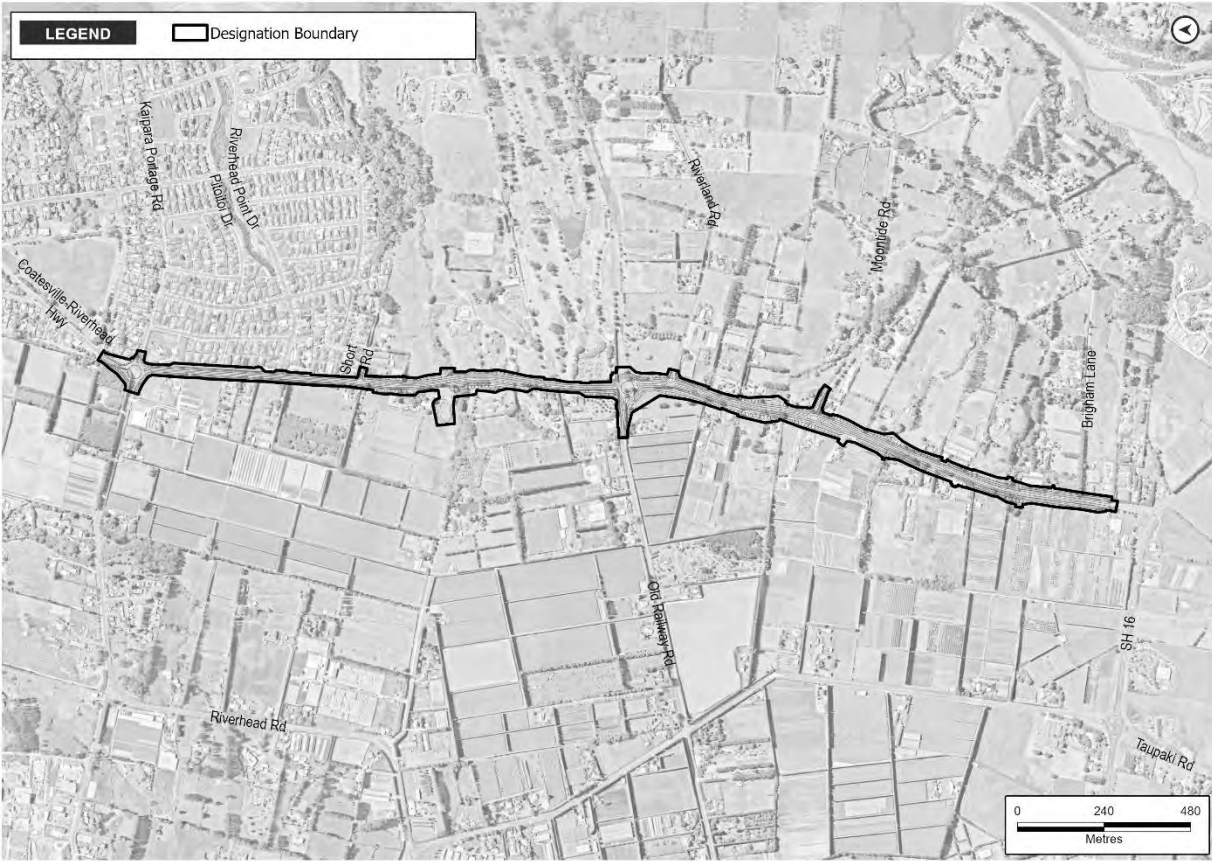 LEGEND
Designation Boundary
Kaipara Portage Rd
Riverhead Point Dr
Pitoitoi Dr
Coatesville-Riverhead
Hwy
Short
Rd
Riverland Rd
Moontide Rd
Brigham Lane
Old Railway Rd
SH 16
Riverhead Rd
Taupaki Rd
0 240 480
Metres